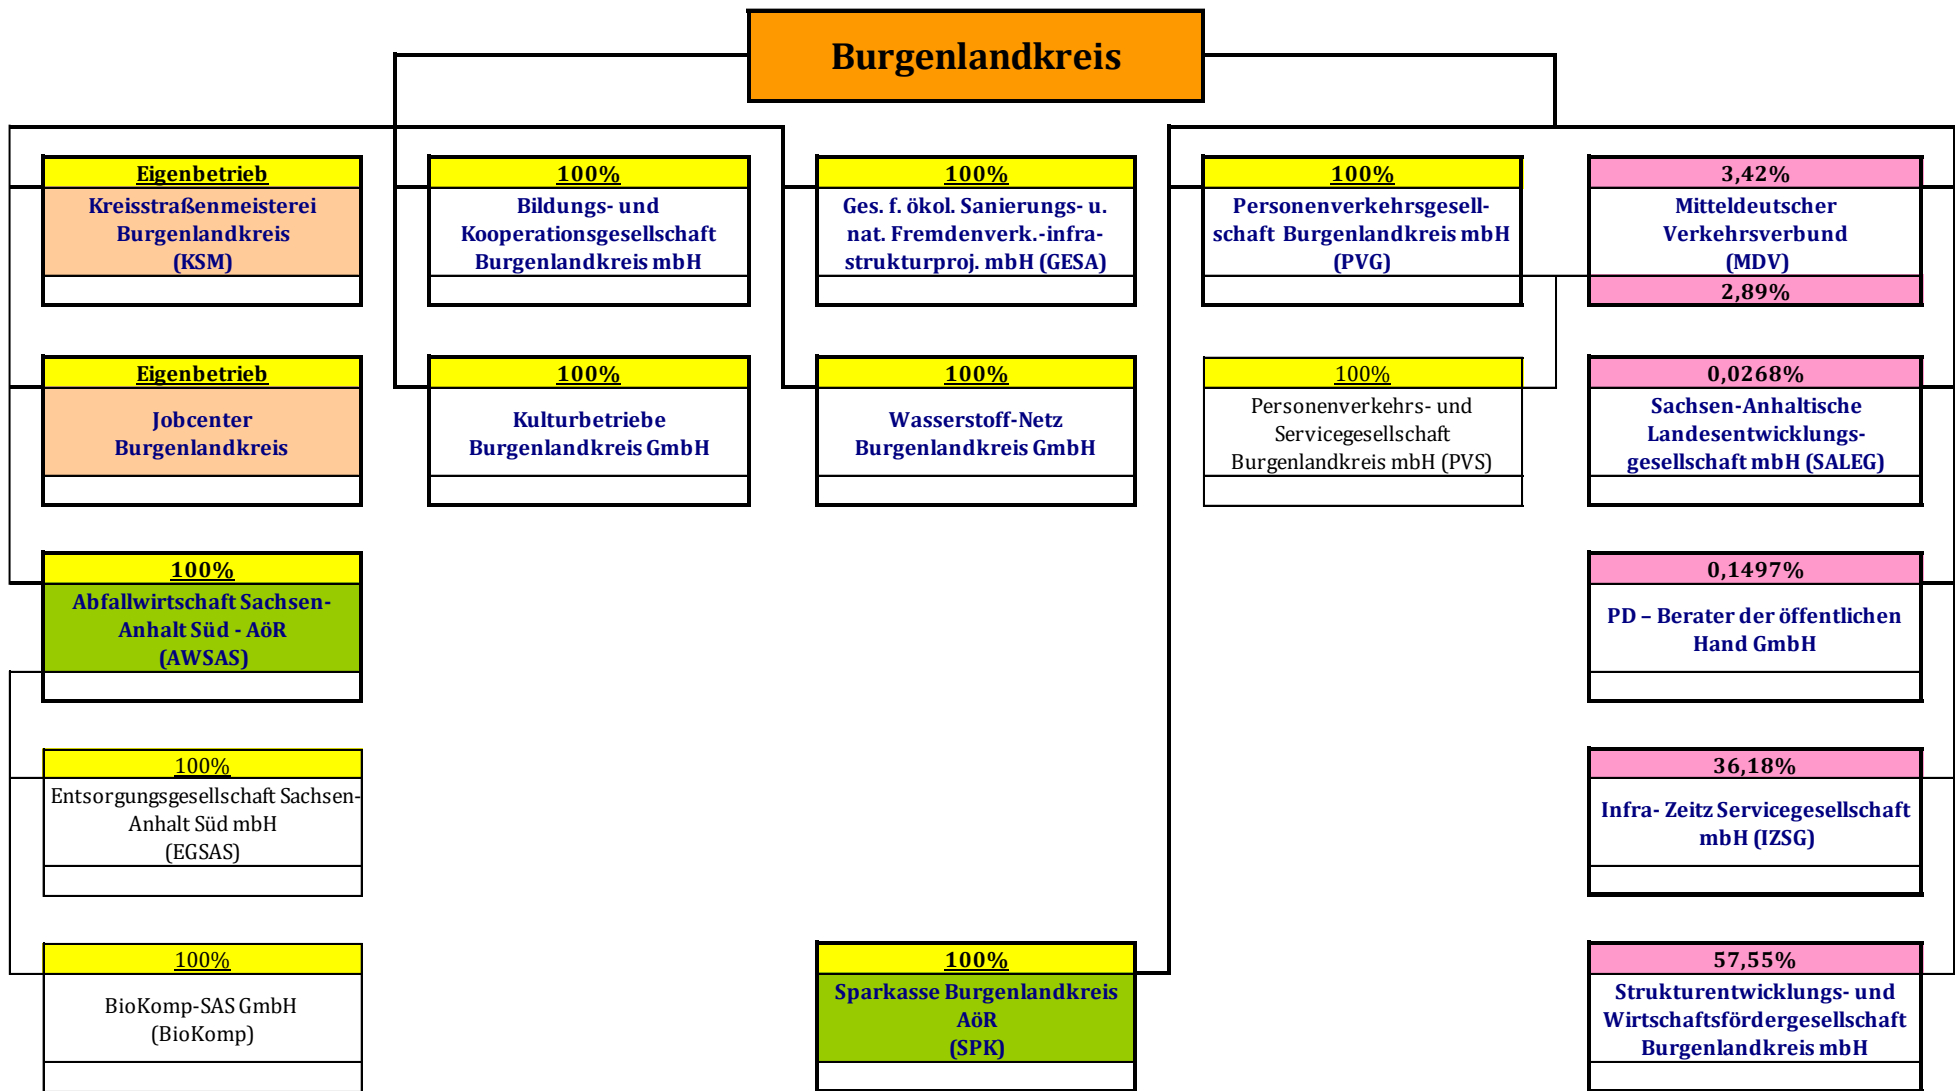 Burgenlandkreis
Eigenbetrieb
Kreisstraßenmeisterei
Burgenlandkreis
(KSM)
100%
Bildungs- und
Kooperationsgesellschaft
Burgenlandkreis mbH
100%
Ges. f. ökol. Sanierungs- u.
nat. Fremdenverk.-infra-
strukturproj. mbH (GESA)
100%
Personenverkehrsgesell-
schaft Burgenlandkreis mbH
(PVG)
3,42%
Mitteldeutscher
Verkehrsverbund
(MDV)
2,89%
Eigenbetrieb
Jobcenter
Burgenlandkreis
100%
Kulturbetriebe
Burgenlandkreis GmbH
100%
Wasserstoff-Netz
Burgenlandkreis GmbH
100%
Personenverkehrs- und
Servicegesellschaft
Burgenlandkreis mbH (PVS)
0,0268%
Sachsen-Anhaltische
Landesentwicklungs-
gesellschaft mbH (SALEG)
100%
Abfallwirtschaft Sachsen-
Anhalt Süd - AöR
(AWSAS)
0,1497%
PD – Berater der öffentlichen
Hand GmbH
100%
Entsorgungsgesellschaft Sachsen-
Anhalt Süd mbH
(EGSAS)
36,18%
Infra- Zeitz Servicegesellschaft
mbH (IZSG)
100%
BioKomp-SAS GmbH
(BioKomp)
100%
Sparkasse Burgenlandkreis
AöR
(SPK)
57,55%
Strukturentwicklungs- und
Wirtschaftsfördergesellschaft
Burgenlandkreis mbH